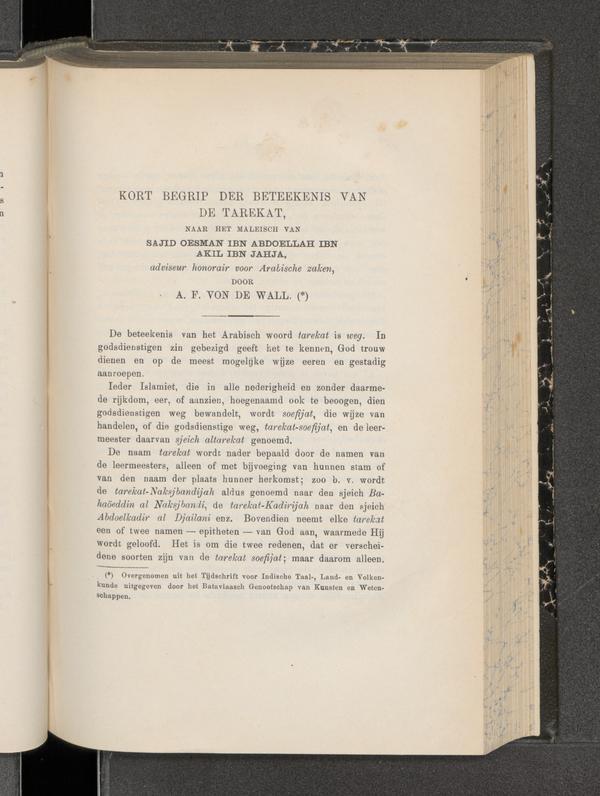 KORT BEGRIP DER BETEEKENIS VAN
DE TAREKAT,
NAAR HET MALEISCH VAN
SAJID OESMAN IBN ABDOELLAH IBN
AKIL IBN JAHJA,
adviseur honorair voor Arabische zaken,
DOOR
A. F. VON DE WALL. (*)
De beteekenis van het Arabisch woord tarekat is weg. In
godsdienstigen zin gebezigd geeft het te kennen, God trouw
dienen en op de meest mogelijke wijze eeren en gestadig
aanroepen.
Ieder Islamiet, die in alle nederigheid en zonder daarme-
de rijkdom, eer, of aanzien, hoegenaamd ook te beoogen, dien
godsdienstigen weg bewandelt, wordt soefijat, die wijze van
handelen, of die godsdienstige weg, tarekat-soefijat, en de leer-
meester daarvan sjeich altarekat genoemd.
De naam tarekat wordt nader bepaald door de namen van
de leermeesters, alleen of met bijvoeging van hunnen stam of
van den naam der plaats hunner herkomst; zoo b. v. wordt
de tarekat-Naksjbandijah aldus genoemd naar den sjeich Ba-
haöeddin al Naksjbandi, de tarekat-Kadirijah naar den sjeich
Abdoelkadir al Djailani enz. Bovendien neemt elke tarekat
een of twee namen — epitheten — van God aan, waarmede Hij
wordt geloofd. Het is om die twee redenen, dat er verschei-
dene soorten zijn van de tarekat soefijat; maar daarom alleen.
(*) Overgenomen uit het Tijdschrift voor Indische Taal-, Land- en Volken-
kunde uitgegeven door het Bataviaasch Genootschap van Kunsten en Weten-
schappen.